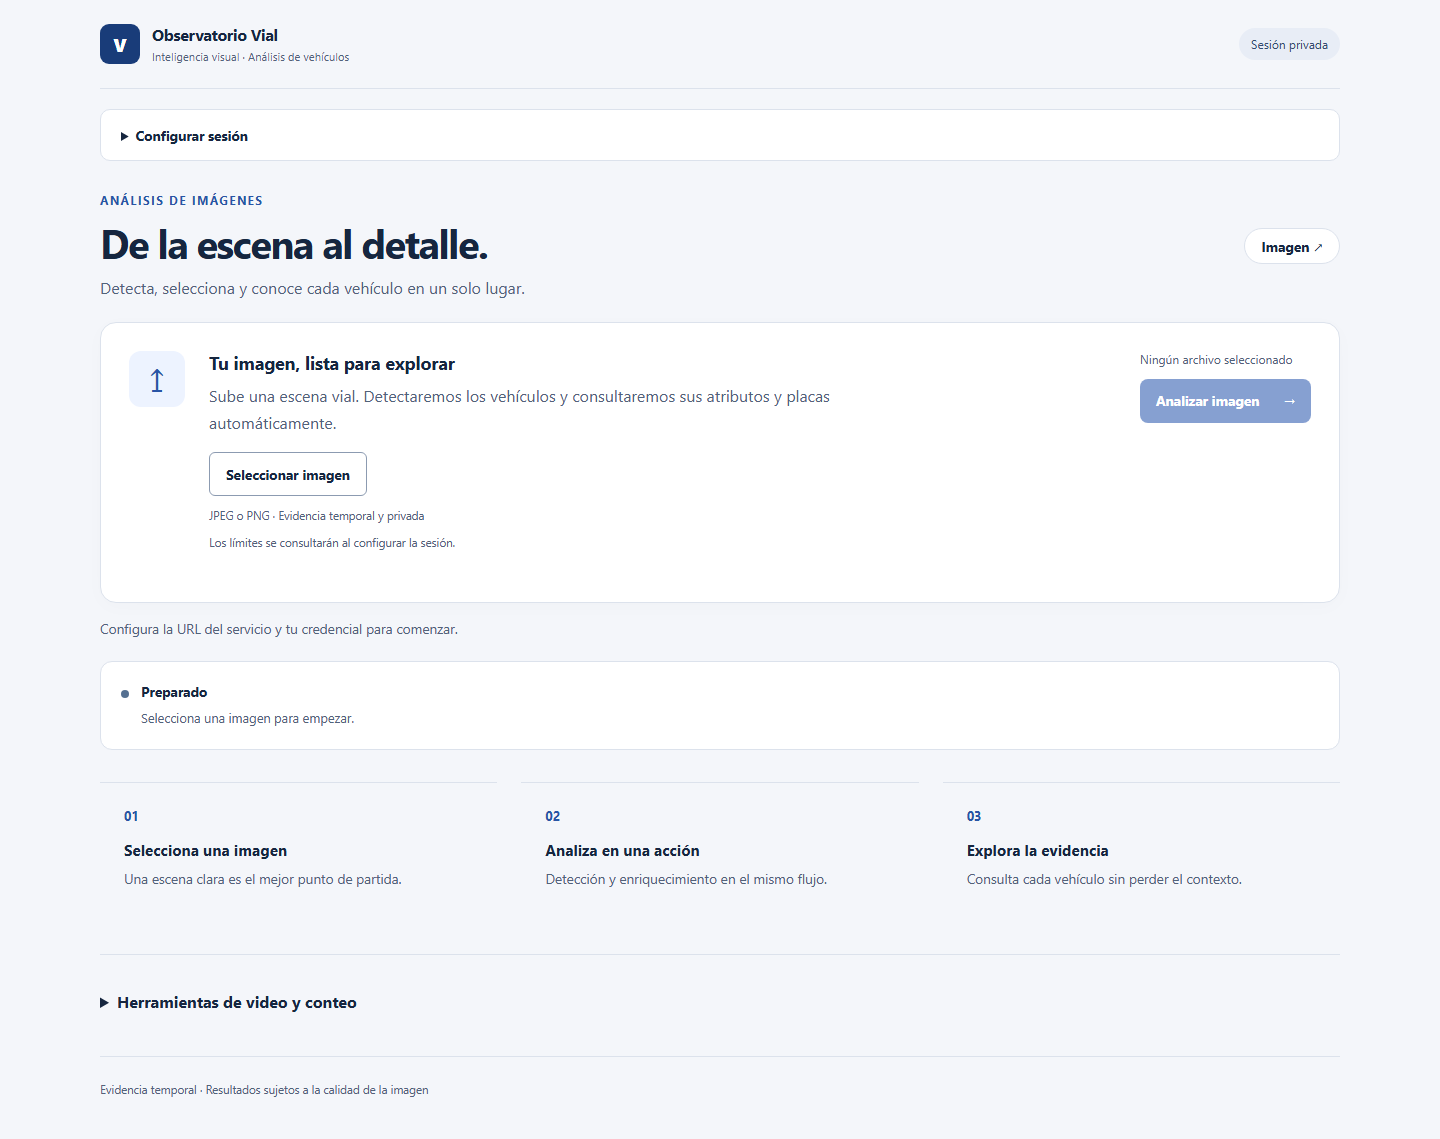 V
Observatorio Vial
Inteligencia visual · Análisis de vehículos
Sesión privada
▶ Configurar sesión
ANÁLISIS DE IMÁGENES
De la escena al detalle.
Detecta, selecciona y conoce cada vehículo en un solo lugar.
Imagen ↗
↥
Tu imagen, lista para explorar
Sube una escena vial. Detectaremos los vehículos y consultaremos sus atributos y placas
automáticamente.
Seleccionar imagen
JPEG o PNG · Evidencia temporal y privada
Los límites se consultarán al configurar la sesión.
Ningún archivo seleccionado
Analizar imagen →
Configura la URL del servicio y tu credencial para comenzar.
Preparado
Selecciona una imagen para empezar.
01
Selecciona una imagen
Una escena clara es el mejor punto de partida.
02
Analiza en una acción
Detección y enriquecimiento en el mismo flujo.
03
Explora la evidencia
Consulta cada vehículo sin perder el contexto.
▶ Herramientas de video y conteo
Evidencia temporal · Resultados sujetos a la calidad de la imagen